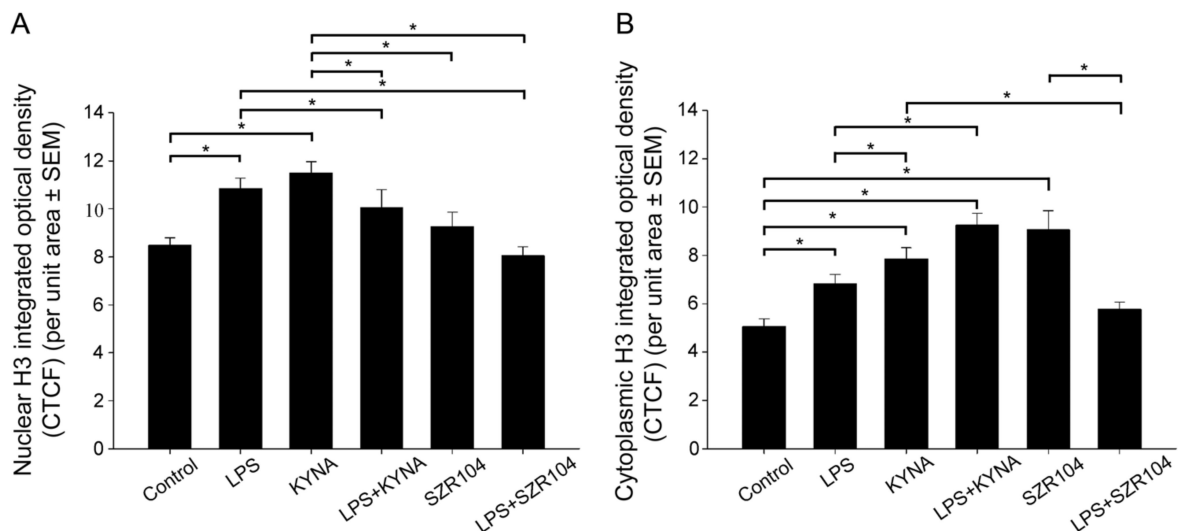 A
Nuclear H3 integrated optical density
(CTCF) (per unit area ± SEM)
14
12
10
8
6
4
2
0
*
*
*
*
*
*
*
Control
LPS
KYNA
LPS+KYNA
SZR104
LPS+SZR104
B
Cytoplasmic H3 integrated optical density
(CTCF) (per unit area ± SEM)
14
12
10
8
6
4
2
0
*
*
*
*
*
*
*
*
Control
LPS
KYNA
LPS+KYNA
SZR104
LPS+SZR104